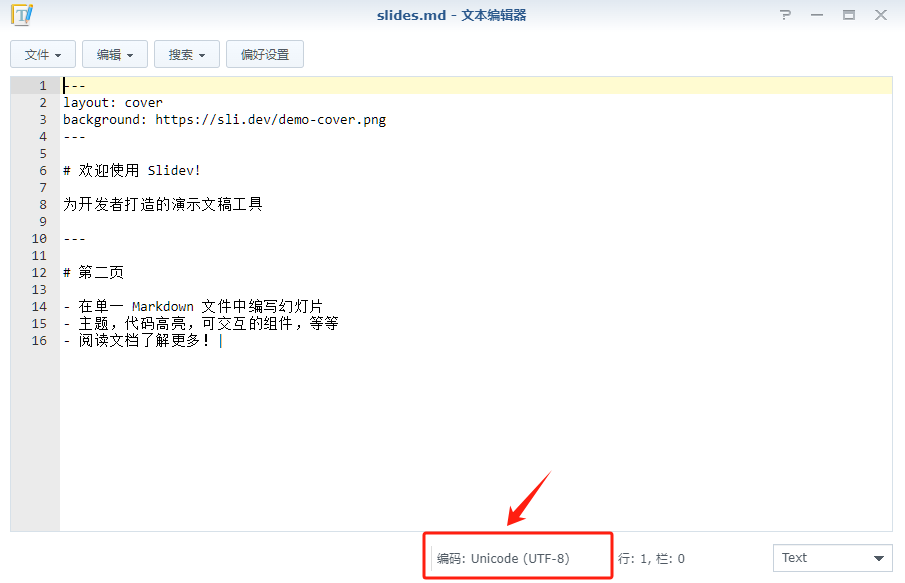 slides.md - 文本编辑器
文件 编辑 搜索 偏好设置
1 ---
2 layout: cover
3 background: https://sli.dev/demo-cover.png
4 ---
5
6 # 欢迎使用 Slidev!
7
8 为开发者打造的演示文稿工具
9
10 ---
11
12 # 第二页
13
14 - 在单一 Markdown 文件中编写幻灯片
15 - 主题，代码高亮，可交互的组件，等等
16 - 阅读文档了解更多！
编码: Unicode (UTF-8) 行: 1, 栏: 0 Text